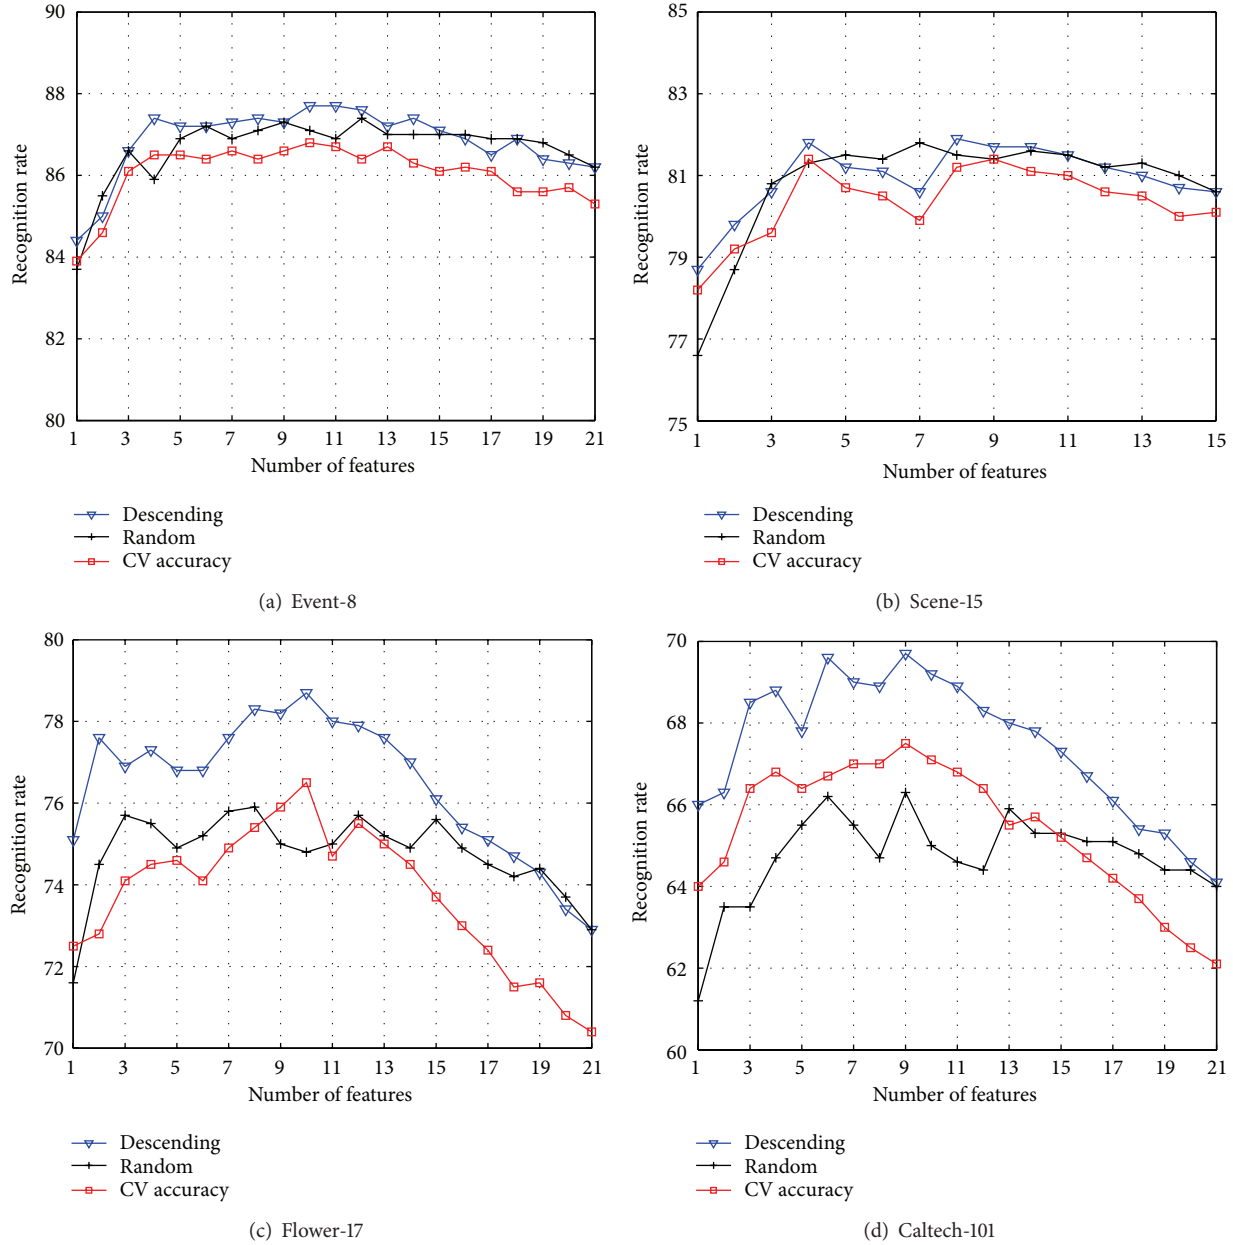 90
88
86
84
82
80
Recognition rate
1 3 5 7 9 11 13 15 17 19 21
Number of features
Descending
Random
CV accuracy
(a) Event-8
85
83
81
79
77
75
Recognition rate
1 3 5 7 9 11 13 15
Number of features
Descending
Random
CV accuracy
(b) Scene-15
80
78
76
74
72
70
Recognition rate
1 3 5 7 9 11 13 15 17 19 21
Number of features
Descending
Random
CV accuracy
(c) Flower-17
70
68
66
64
62
60
Recognition rate
1 3 5 7 9 11 13 15 17 19 21
Number of features
Descending
Random
CV accuracy
(d) Caltech-101